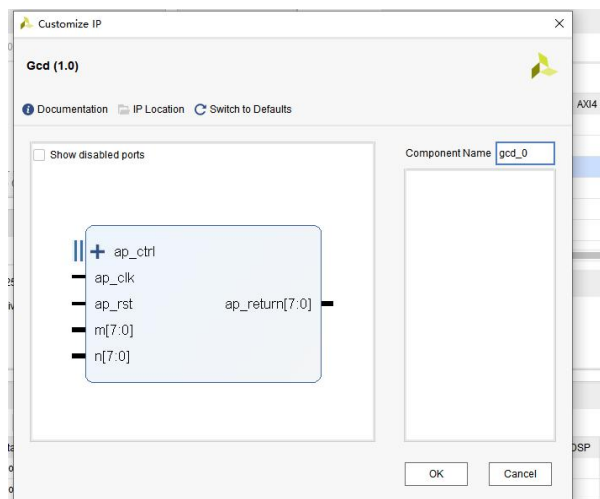 Customize IP
Gcd (1.0)
Documentation IP Location Switch to Defaults
AXI4
Show disabled ports
Component Name gcd_0
ap_ctrl
ap_clk
ap_rst ap_return[7:0]
m[7:0]
n[7:0]
OK Cancel